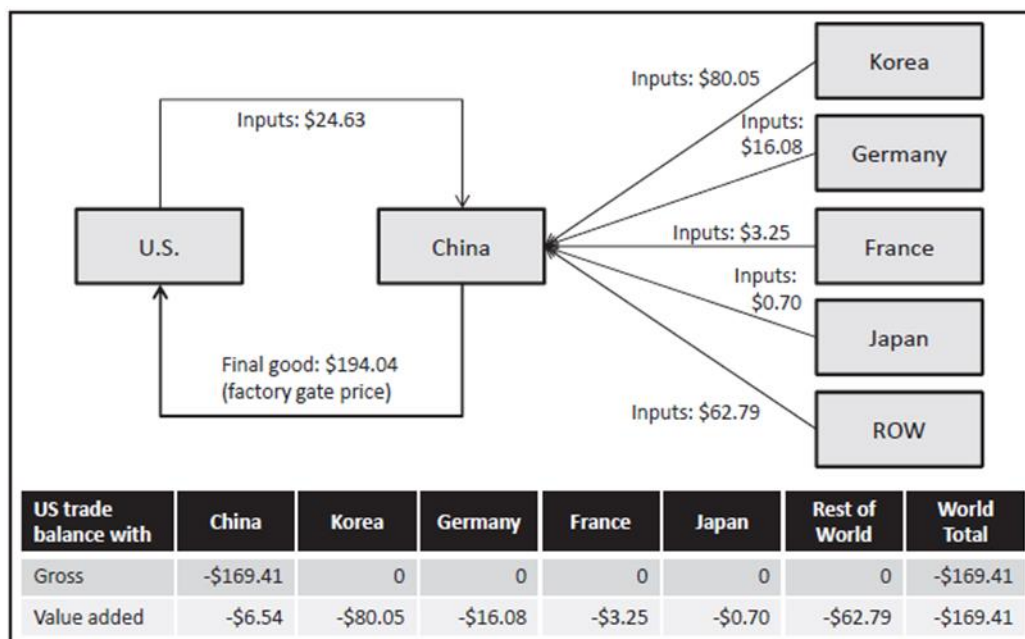 Korea
Inputs: $80.05
Inputs: $24.63
Inputs:
$16.08
Germany
U.S.
China
Inputs: $3.25
France
Inputs:
$0.70
Japan
Final good: $194.04
(factory gate price)
Inputs: $62.79
ROW
US trade balance with China Korea Germany France Japan Rest of World World Total
Gross -$169.41 0 0 0 0 0 -$169.41
Value added -$6.54 -$80.05 -$16.08 -$3.25 -$0.70 -$62.79 -$169.41